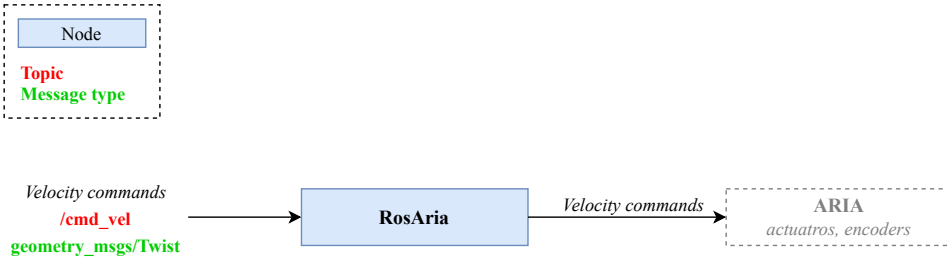 Node
Topic
Message type
Velocity commands
/cmd_vel
geometry_msgs/Twist
RosAria
Velocity commands
ARIA
actuatros, encoders